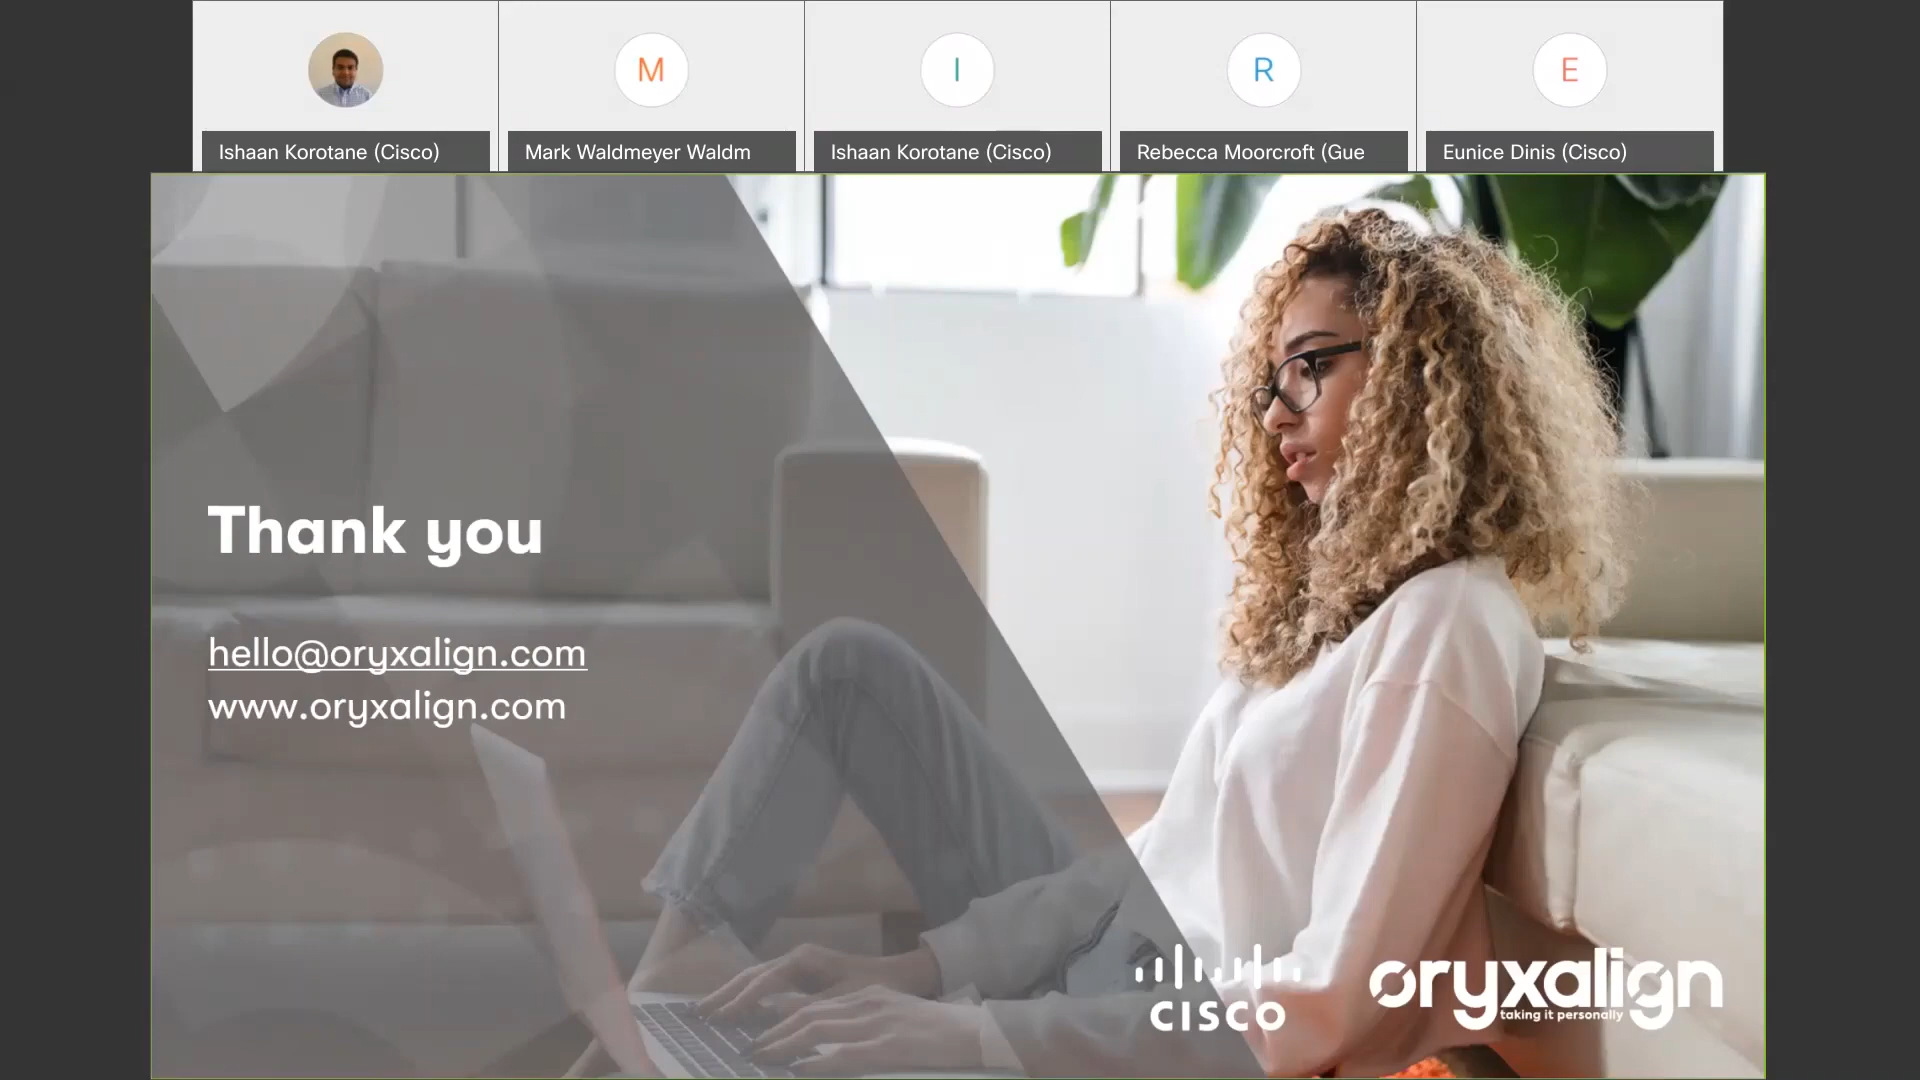 M
I
R
E
Ishaan Korotane (Cisco)
Mark Waldmeyer Waldm
Ishaan Korotane (Cisco)
Rebecca Moorcroft (Gue
Eunice Dinis (Cisco)
Thank you
hello@oryxalign.com
www.oryxalign.com
CISCO
oryxalign
taking it personally